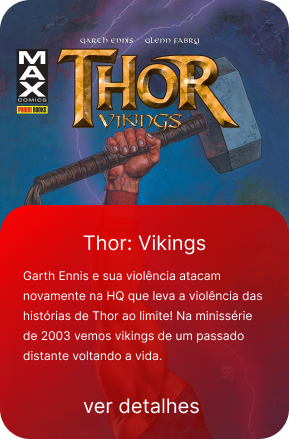 GARTH ENNIS GLENN FABRY
MAX
COMICS
PANINI BOOKS
THOR
VIKINGS
Thor: Vikings
Garth Ennis e sua violência atacam
novamente na HQ que leva a violência das
histórias de Thor ao limite! Na minissérie
de 2003 vemos vikings de um passado
distante voltando a vida.
ver detalhes